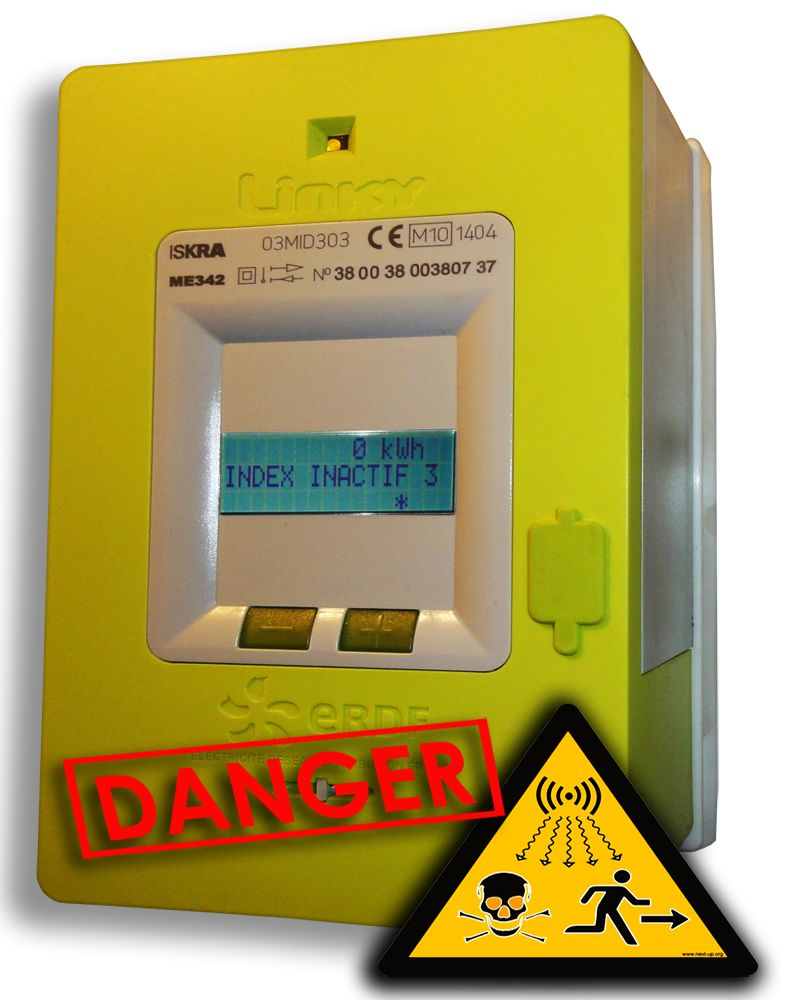 Linky
ISKRA 03MID303 CE M10 1404
ME342 Nº 38 00 38 003807 37
0 kWh
INDEX INACTIF 3
*
− +
eRDF
DANGER
www.next-up.org